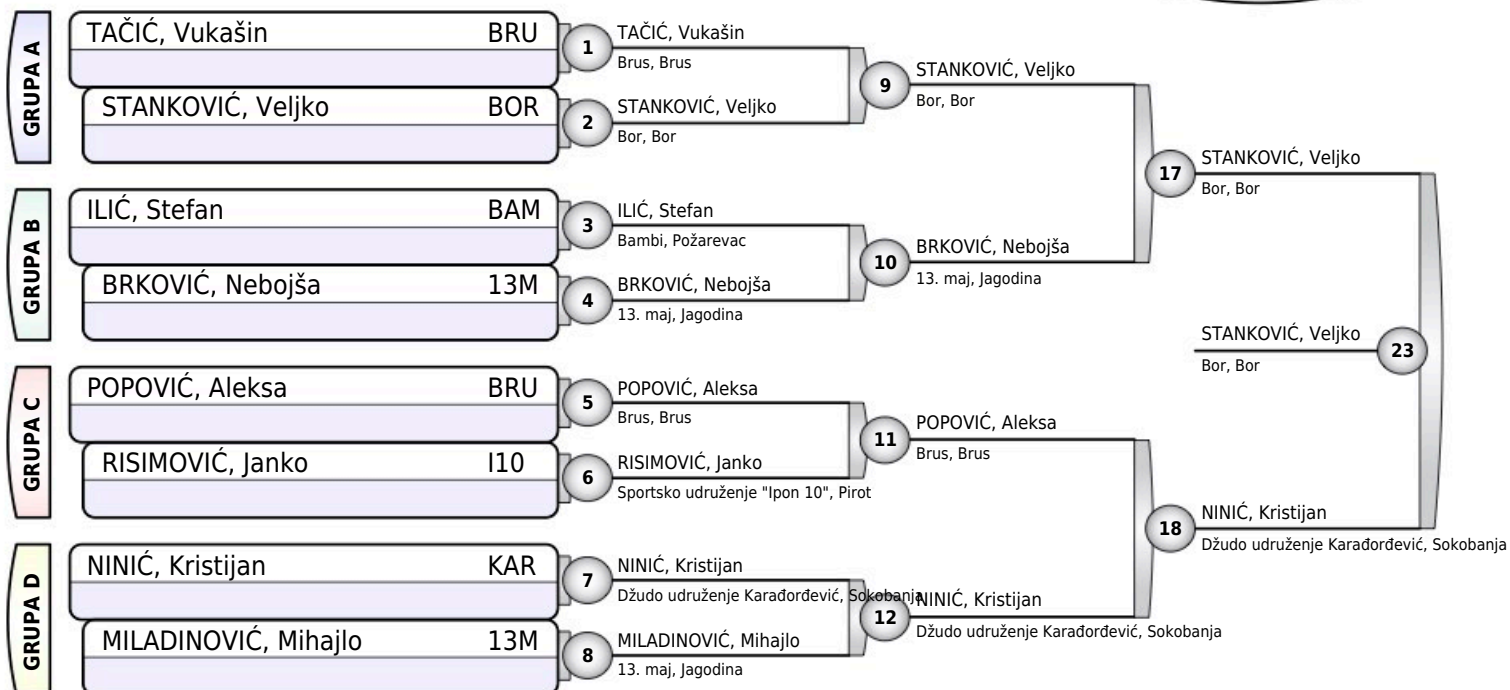 GRUPA A
TAČIĆ, Vukašin BRU
STANKOVIĆ, Veljko BOR
1
TAČIĆ, Vukašin
Brus, Brus
2
STANKOVIĆ, Veljko
Bor, Bor
9
STANKOVIĆ, Veljko
Bor, Bor
GRUPA B
ILIĆ, Stefan BAM
BRKOVIĆ, Nebojša 13M
3
ILIĆ, Stefan
Bambi, Požarevac
4
BRKOVIĆ, Nebojša
13. maj, Jagodina
10
BRKOVIĆ, Nebojša
13. maj, Jagodina
17
STANKOVIĆ, Veljko
Bor, Bor
GRUPA C
POPOVIĆ, Aleksa BRU
RISIMOVIĆ, Janko I10
5
POPOVIĆ, Aleksa
Brus, Brus
6
RISIMOVIĆ, Janko
Sportsko udruženje "Ipon 10", Pirot
11
POPOVIĆ, Aleksa
Brus, Brus
GRUPA D
NINIĆ, Kristijan KAR
MILADINOVIĆ, Mihajlo 13M
7
NINIĆ, Kristijan
Džudo udruženje Karađorđević, Sokobanja
8
MILADINOVIĆ, Mihajlo
13. maj, Jagodina
12
NINIĆ, Kristijan
Džudo udruženje Karađorđević, Sokobanja
18
NINIĆ, Kristijan
Džudo udruženje Karađorđević, Sokobanja
STANKOVIĆ, Veljko
Bor, Bor
23